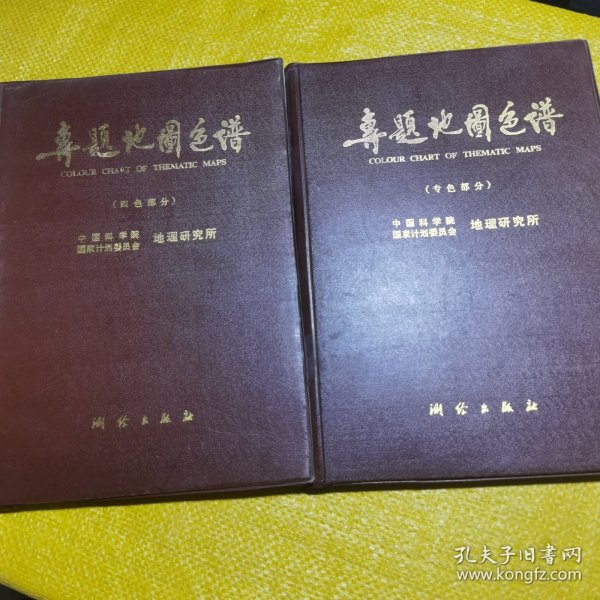 專題地圖色谱
COLOUR CHART OF THEMATIC MAPS
(四色部分)
中国科学院
国家计划委员会
地理研究所
测绘出版社
專題地圖色谱
COLOUR CHART OF THEMATIC MAPS
(专色部分)
中国科学院
国家计划委员会
地理研究所
测绘出版社
孔夫子旧书网
www.kongfz.com